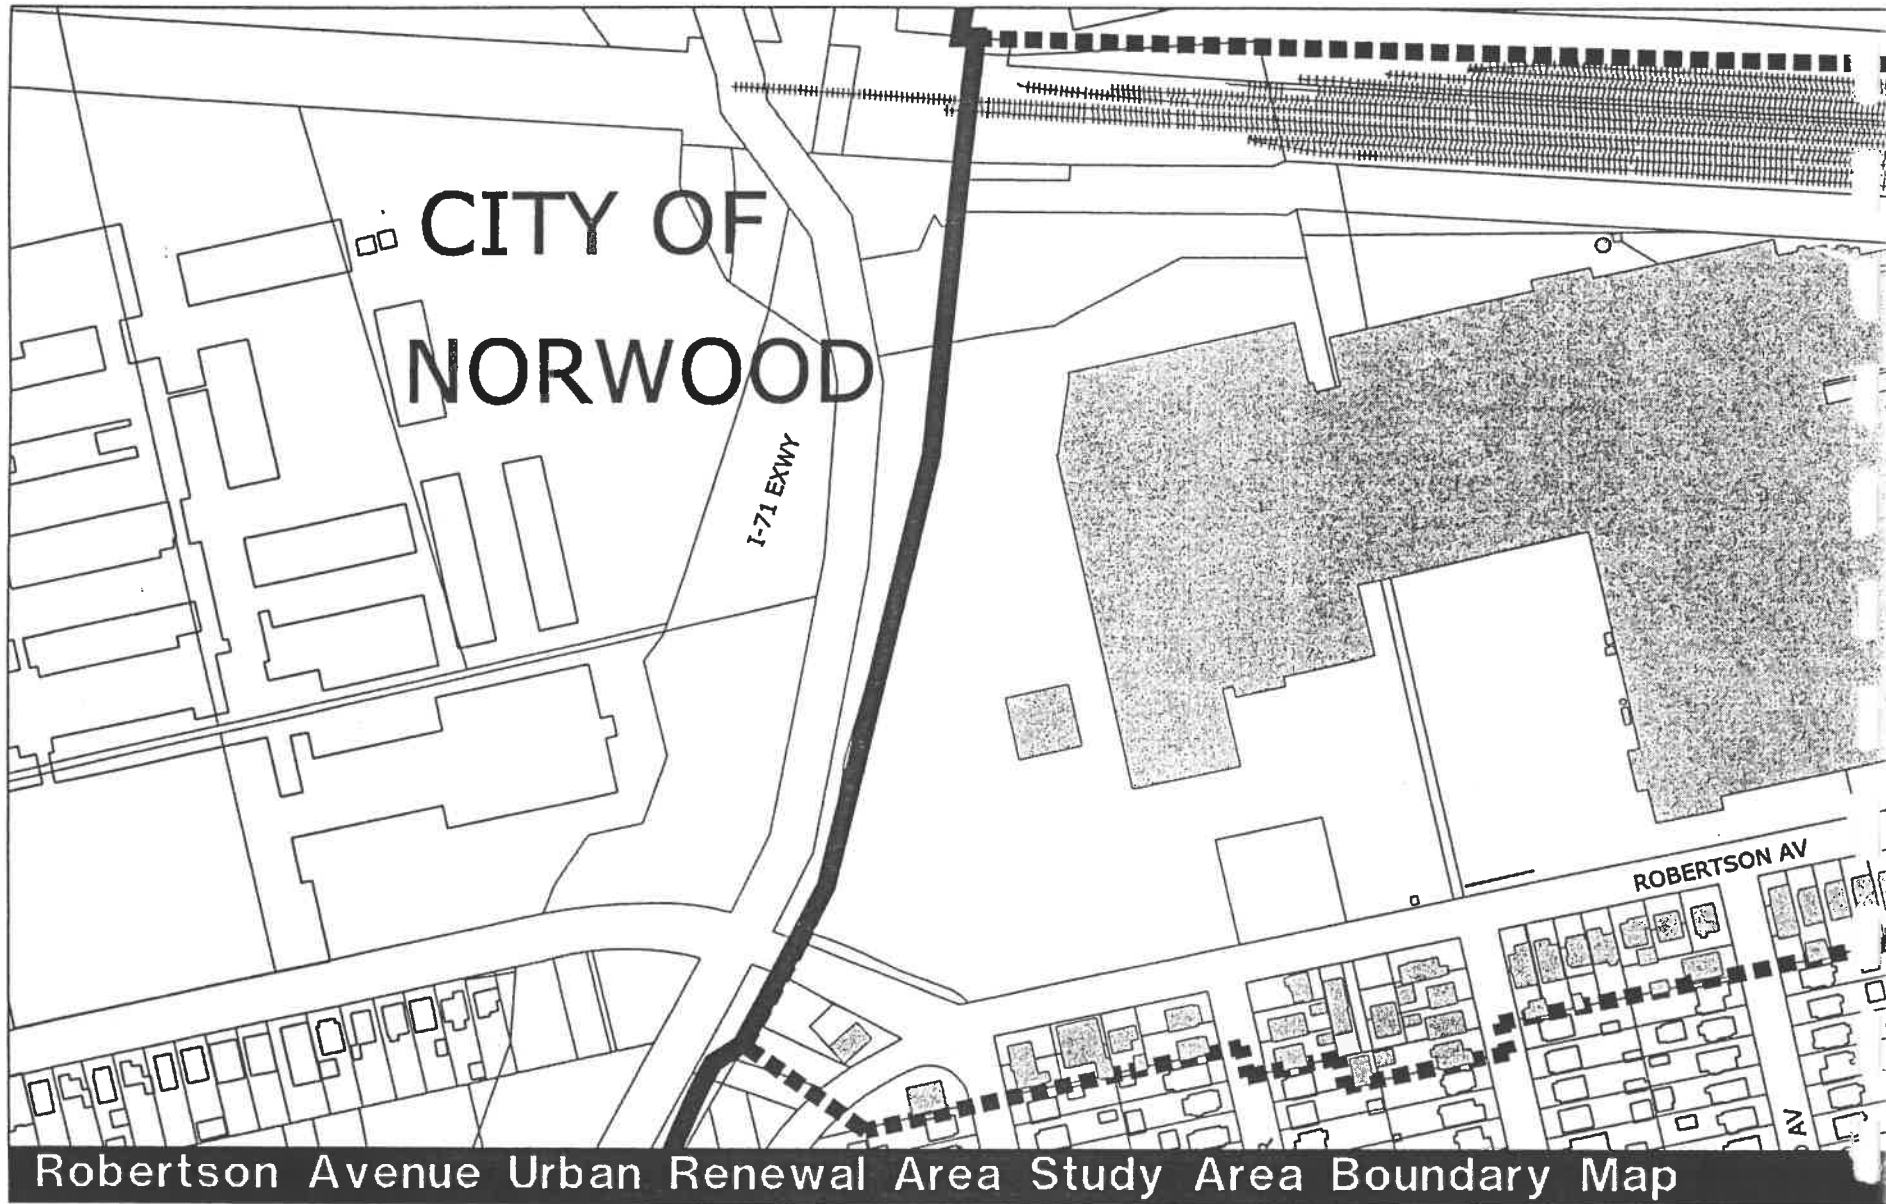 CITY OF
NORWOOD
I-71 EXWY
ROBERTSON AV
AV
Robertson Avenue Urban Renewal Area Study Area Boundary Map